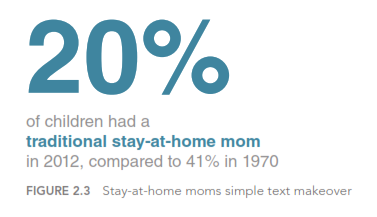 20%
of children had a
traditional stay-at-home mom
in 2012, compared to 41% in 1970
FIGURE 2.3 Stay-at-home moms simple text makeover